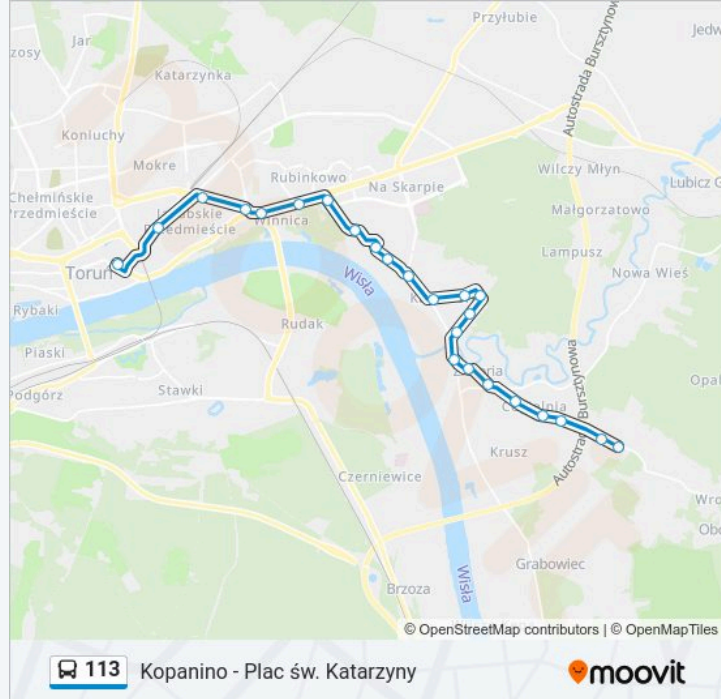 Przyłubie
Jar
Katarzynka
Autostrada Bursztynow
Koniuchy
Mokre
Rubinkowo
Wilczy Młyn
Na Skarpie
Lubicz G
Chełmińskie
Przedmieście
Małgorzatowo
Przedmieście
Winnica
Lampusz
Toruń
Nowa Wieś
Wisła
Rybaki
Rudak
Piaski
Stawki
Podgórz
Opal
Autostrada Bursztynowa
Krusz
Czerniewice
Wro
Obo
Grabowiec
Brzoza
Wisła
© OpenStreetMap contributors | © OpenMapTiles
113 Kopanino - Plac św. Katarzyny
moovit